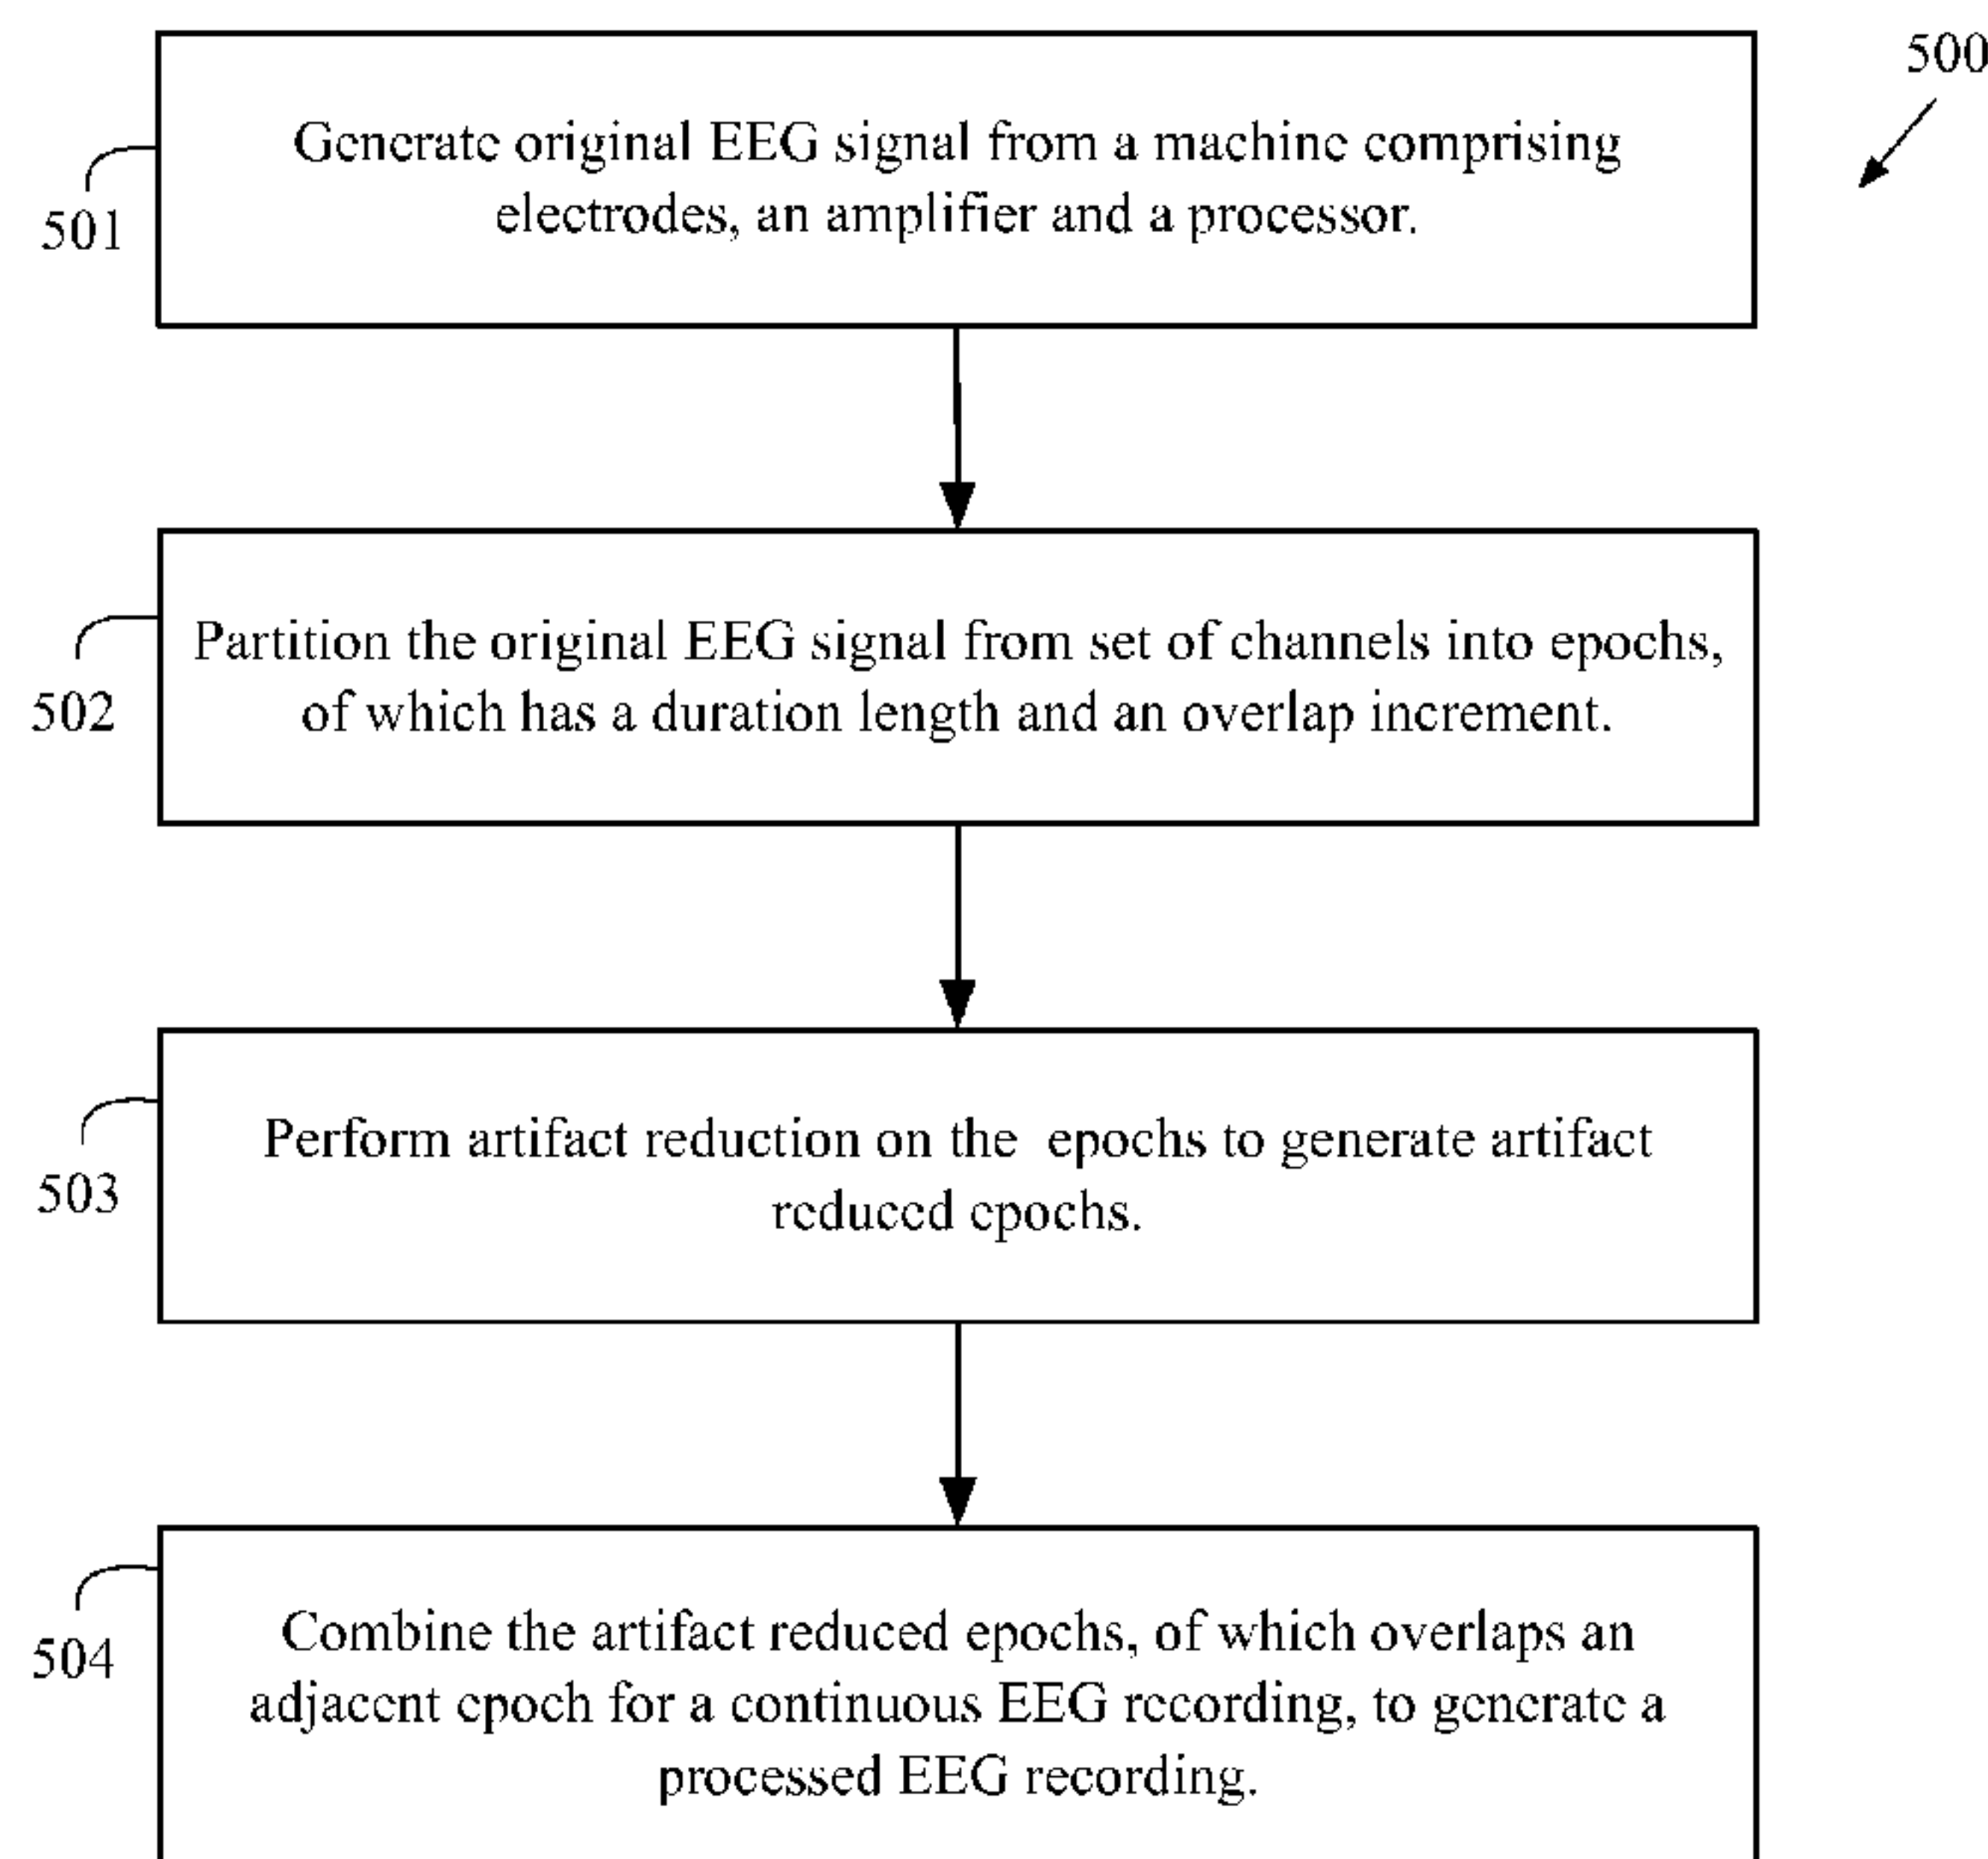 500
Generate original EEG signal from a machine comprising
electrodes, an amplifier and a processor.
501
Partition the original EEG signal from set of channels into epochs,
of which has a duration length and an overlap increment.
502
Perform artifact reduction on the epochs to generate artifact
reduced epochs.
503
Combine the artifact reduced epochs, of which overlaps an
adjacent epoch for a continuous EEG recording, to generate a
processed EEG recording.
504